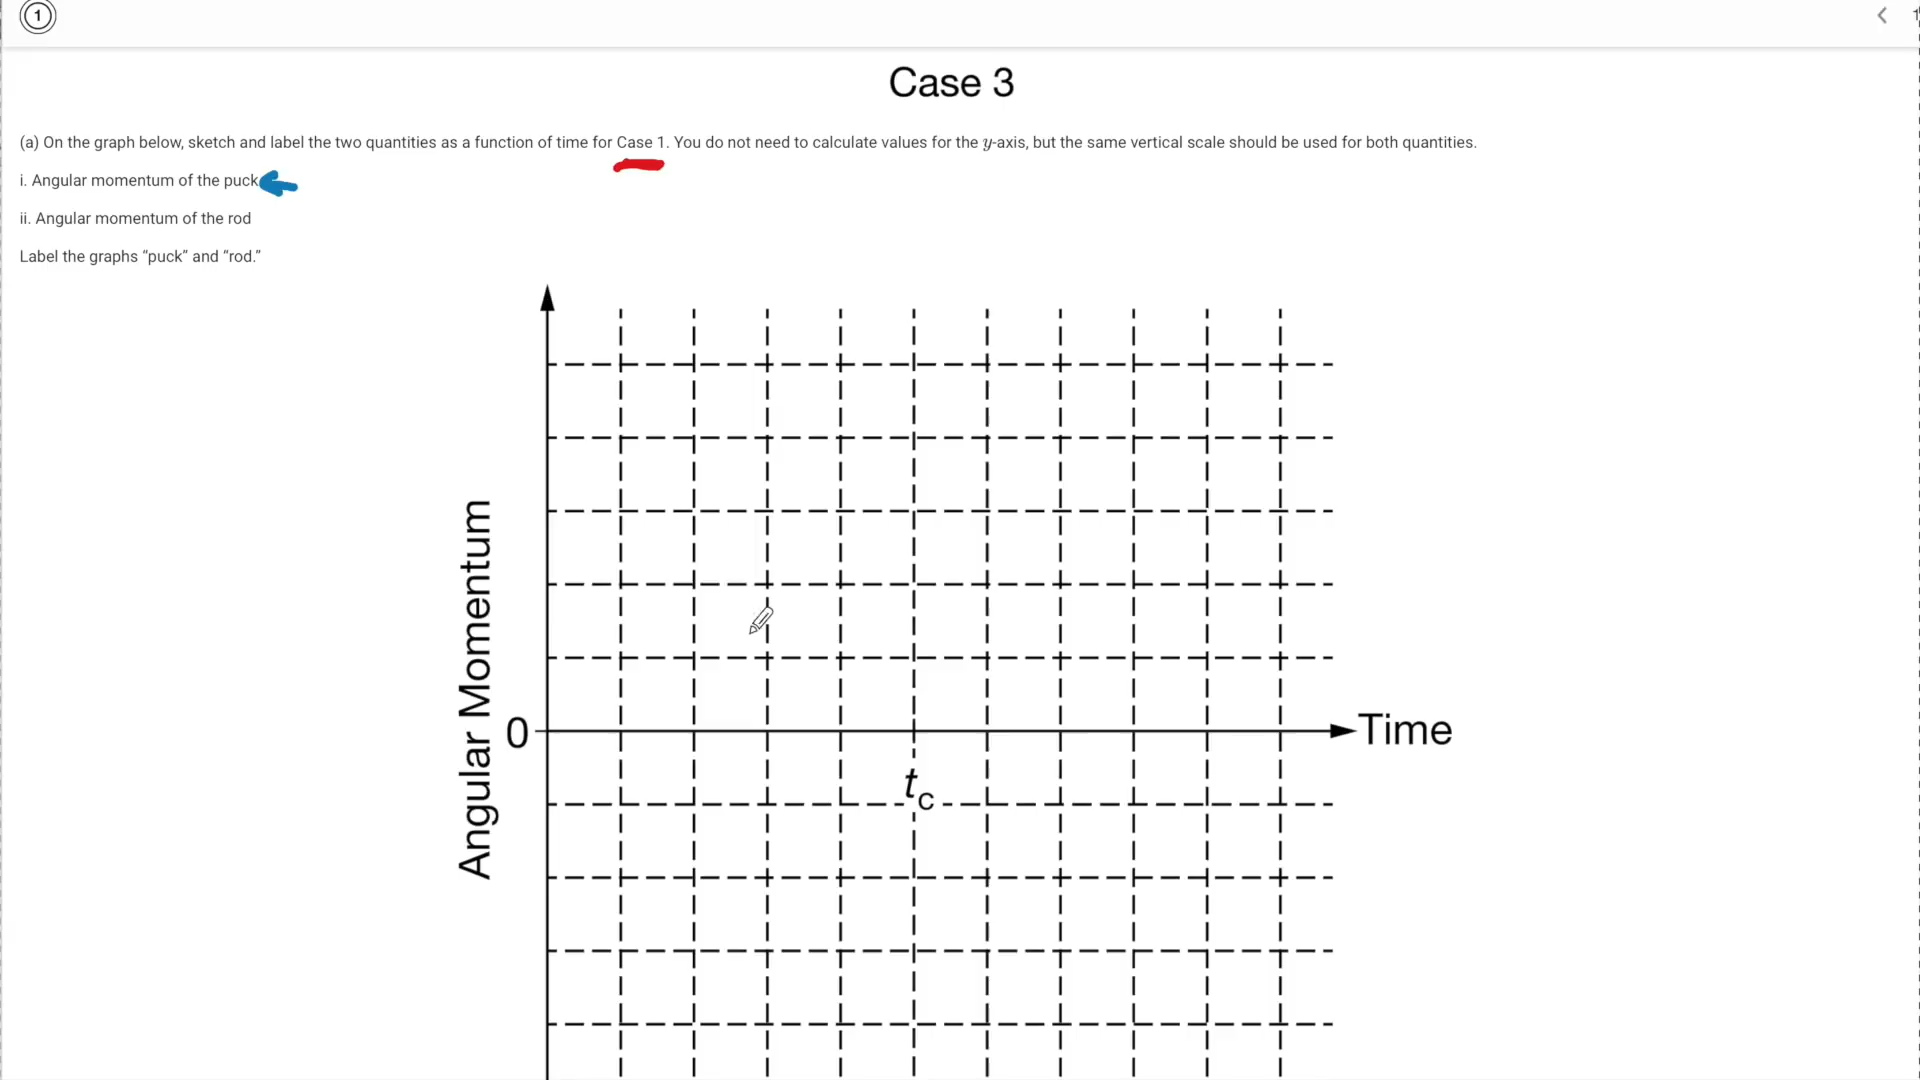 1
Case 3
(a) On the graph below, sketch and label the two quantities as a function of time for Case 1. You do not need to calculate values for the y-axis, but the same vertical scale should be used for both quantities.
i. Angular momentum of the puck
ii. Angular momentum of the rod
Label the graphs “puck” and “rod.”
Angular Momentum
0
Time
tc